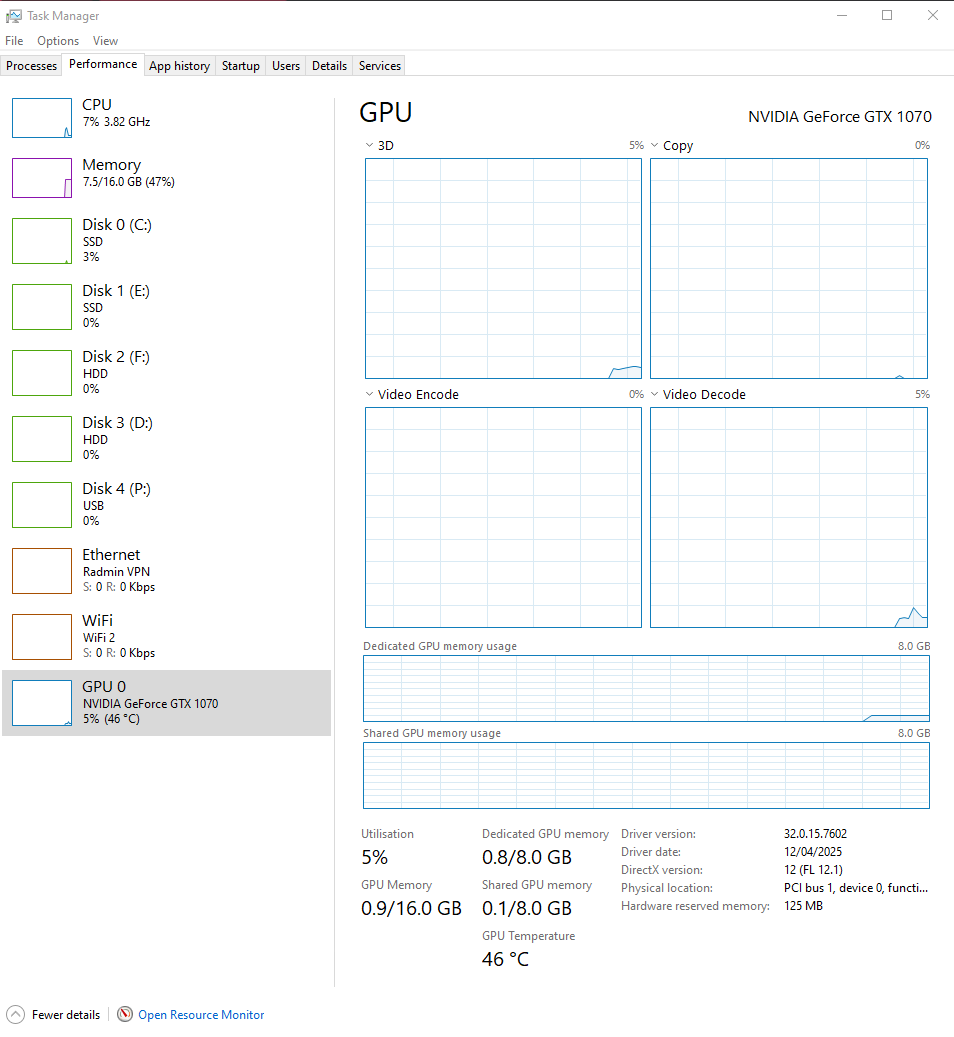 Task Manager
File Options View
Processes Performance App history Startup Users Details Services
CPU
7% 3.82 GHz
Memory
7.5/16.0 GB (47%)
Disk 0 (C:)
SSD
3%
Disk 1 (E:)
SSD
0%
Disk 2 (F:)
HDD
0%
Disk 3 (D:)
HDD
0%
Disk 4 (P:)
USB
0%
Ethernet
Radmin VPN
S: 0 R: 0 Kbps
WiFi
WiFi 2
S: 0 R: 0 Kbps
GPU 0
NVIDIA GeForce GTX 1070
5% (46 °C)
GPU NVIDIA GeForce GTX 1070
3D 5% Copy 0%
Video Encode 0% Video Decode 5%
Dedicated GPU memory usage 8.0 GB
Shared GPU memory usage 8.0 GB
Utilisation
5%
GPU Memory
0.9/16.0 GB
Dedicated GPU memory
0.8/8.0 GB
Shared GPU memory
0.1/8.0 GB
GPU Temperature
46 °C
Driver version: 32.0.15.7602
Driver date: 12/04/2025
DirectX version: 12 (FL 12.1)
Physical location: PCI bus 1, device 0, functi...
Hardware reserved memory: 125 MB
Fewer details Open Resource Monitor